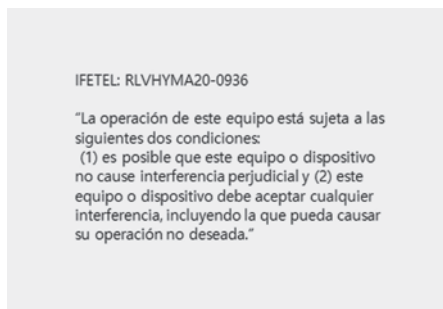 IFETEL: RLVHYMA20-0936
“La operación de este equipo está sujeta a las
siguientes dos condiciones:
(1) es posible que este equipo o dispositivo
no cause interferencia perjudicial y (2) este
equipo o dispositivo debe aceptar cualquier
interferencia, incluyendo la que pueda causar
su operación no deseada.”